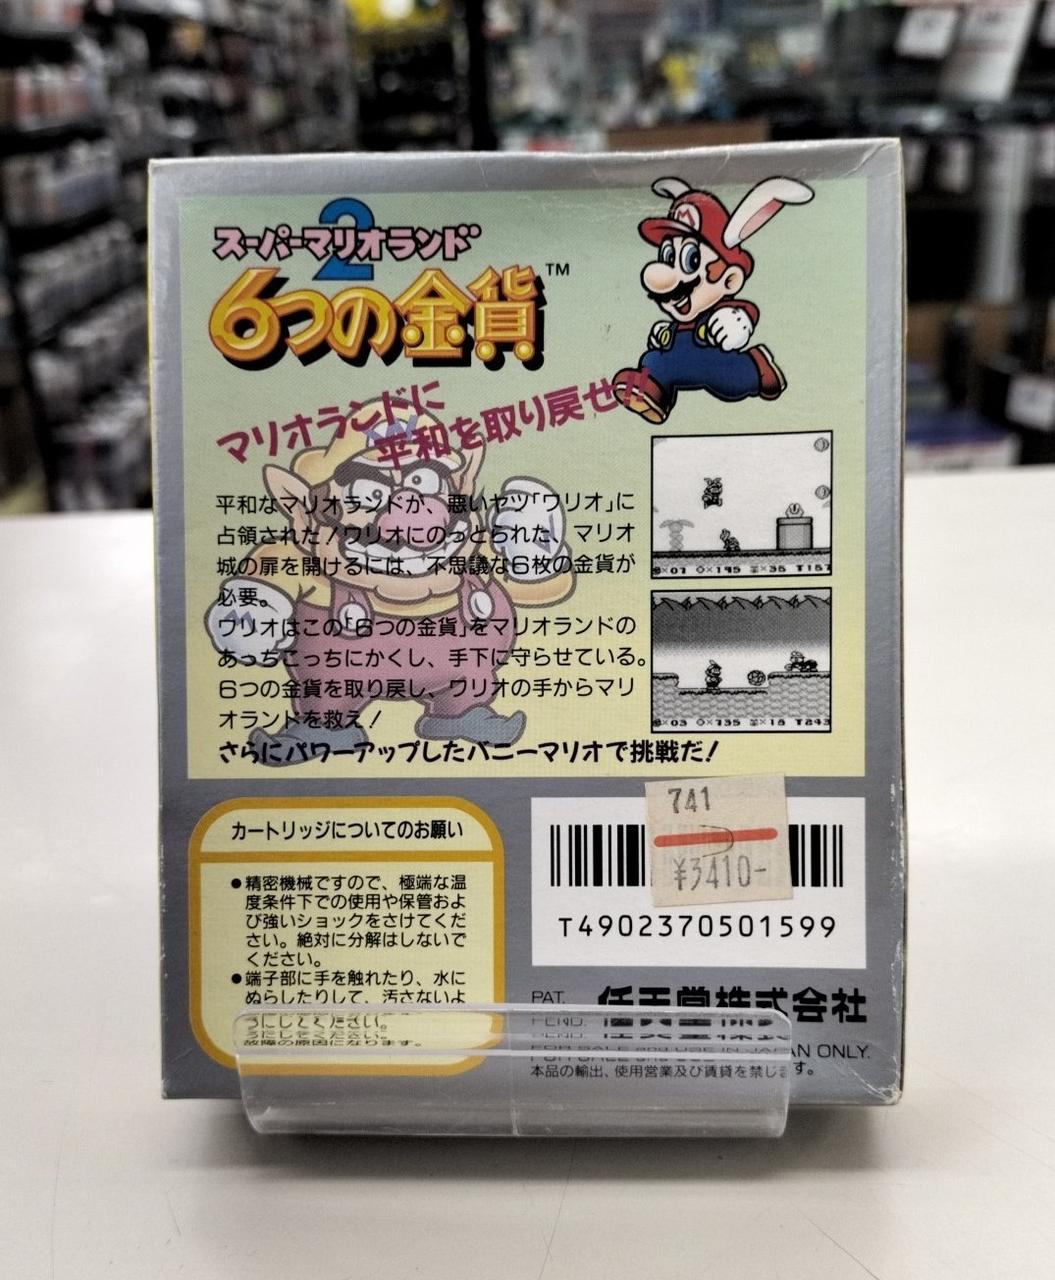 スーパーマリオランド
2
6つの金貨™
マリオランドに
平和を取り戻せ!!
平和なマリオランドが、悪いヤツ「ワリオ」に
占領された!ワリオにのっとられた、マリオ
城の扉を開けるには、不思議な6枚の金貨が
必要。
ワリオはこの「6つの金貨」をマリオランドの
あっちこっちにかくし、手下に守らせている。
6つの金貨を取り戻し、ワリオの手からマリ
オランドを救え!
さらにパワーアップしたバニーマリオで挑戦だ!
カートリッジについてのお願い
●精密機械ですので、極端な温
度条件下での使用や保管およ
び強いショックをさけてくだ
さい。絶対に分解はしないで
ください。
●端子部に手を触れたり、水に
ぬらしたりして、汚さないよ
うにしてください。
故障の原因になります。
741
¥3410-
T4902370501599
PAT.
PEND.
任天堂株式会社
FOR SALE and USE IN JAPAN ONLY.
本品の輸出、使用営業及び賃貸を禁じます。